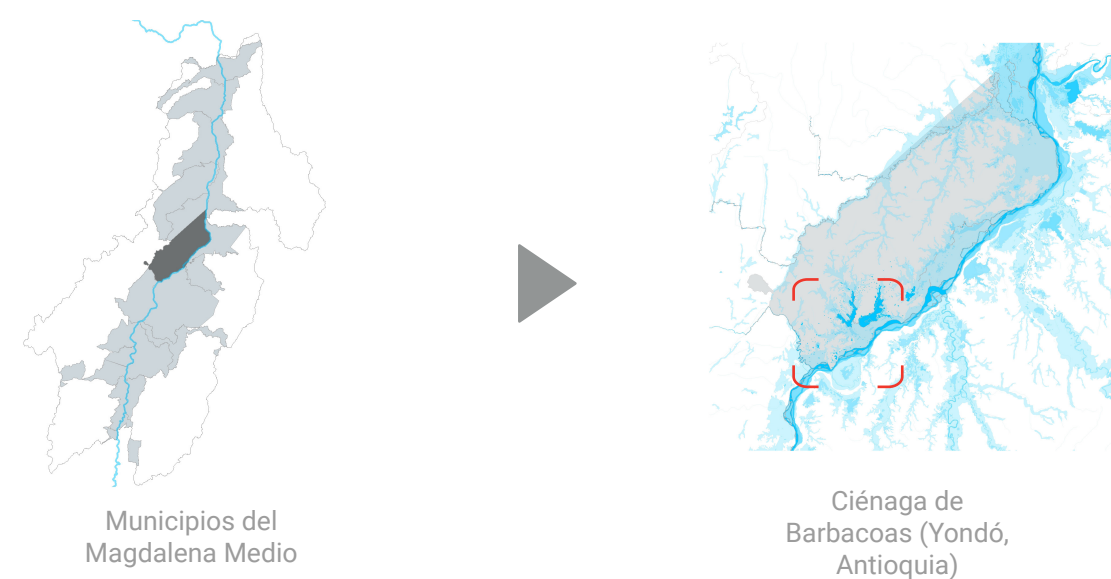 Municipios del
Magdalena Medio
Ciénaga de
Barbacoas (Yondó,
Antioquia)